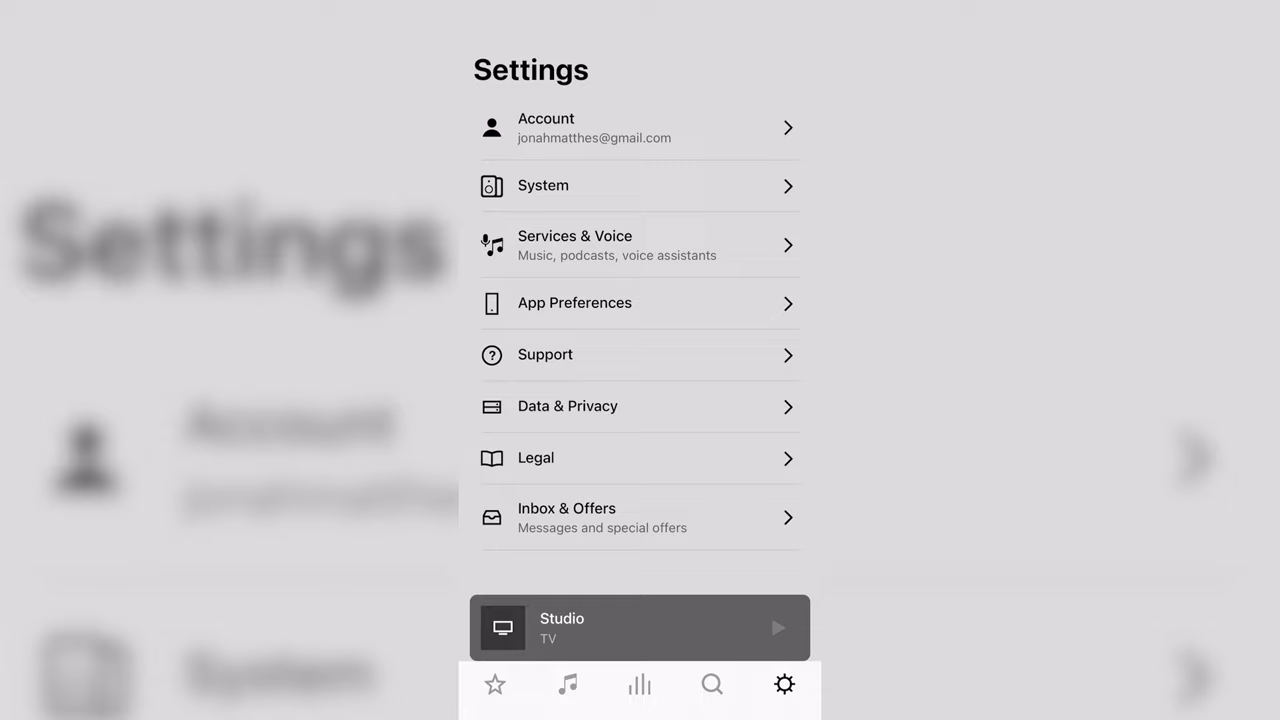 Settings
Account
jonahmatthes@gmail.com
System
Services & Voice
Music, podcasts, voice assistants
App Preferences
Support
Data & Privacy
Legal
Inbox & Offers
Messages and special offers
Studio
TV